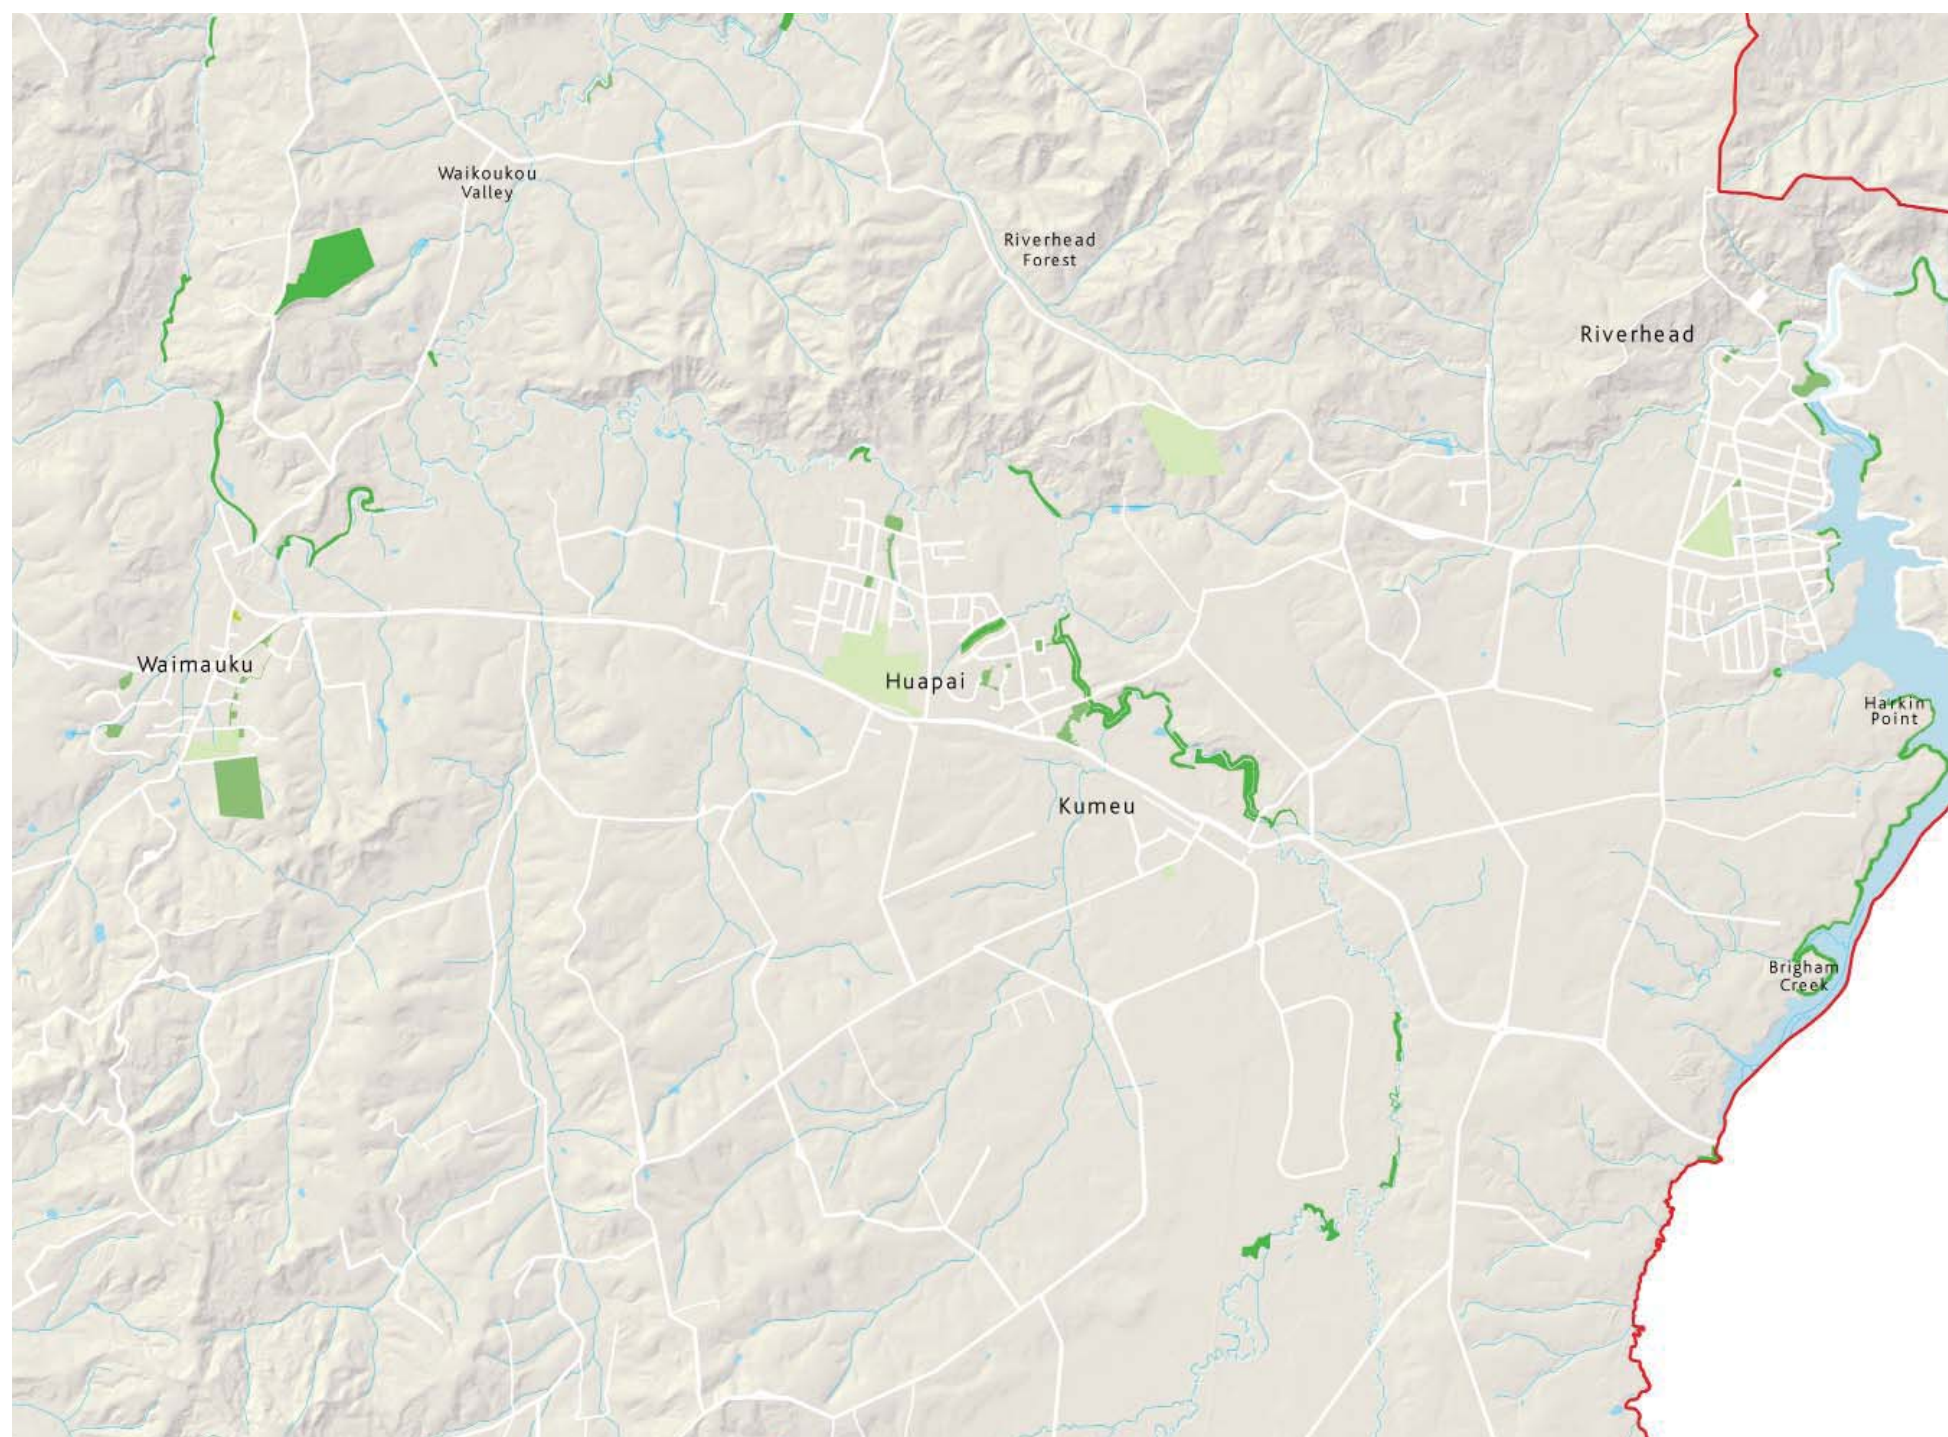 Waikoukou
Valley
Riverhead
Forest
Riverhead
Waimauku
Huapai
Harkin
Point
Kumeu
Brigham
Creek